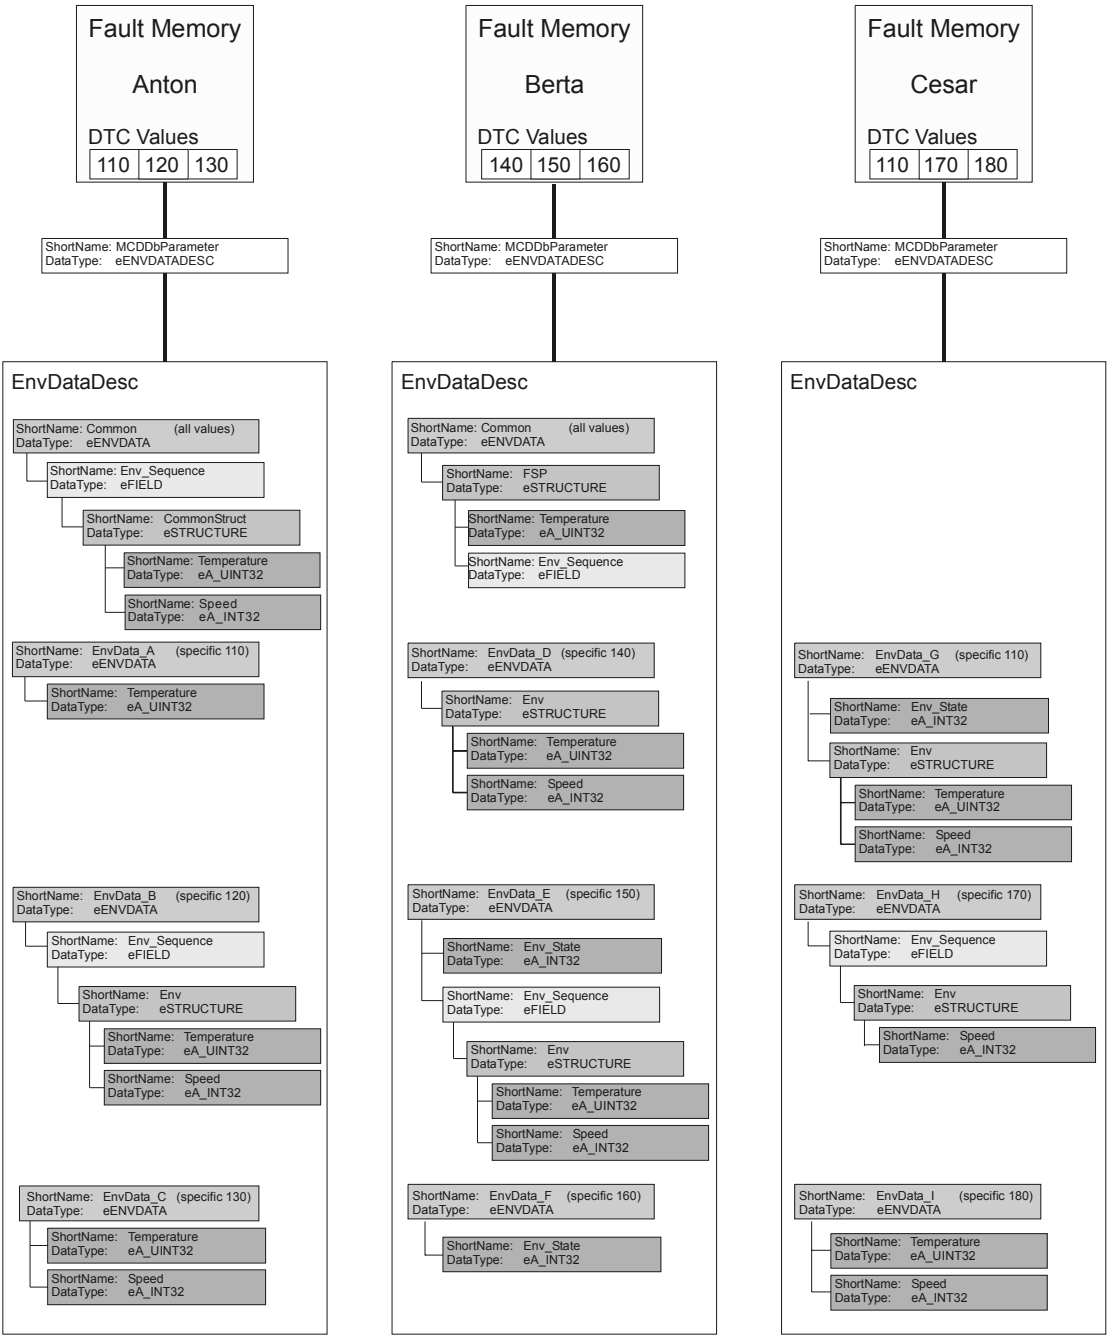 Fault Memory
Anton
DTC Values
110 120 130
ShortName: MCDDbParameter
DataType: eENVDATADESC
EnvDataDesc
ShortName: Common (all values)
DataType: eENVDATA
ShortName: Env_Sequence
DataType: eFIELD
ShortName: CommonStruct
DataType: eSTRUCTURE
ShortName: Temperature
DataType: eA_UINT32
ShortName: Speed
DataType: eA_INT32
ShortName: EnvData_A (specific 110)
DataType: eENVDATA
ShortName: Temperature
DataType: eA_UINT32
ShortName: EnvData_B (specific 120)
DataType: eENVDATA
ShortName: Env_Sequence
DataType: eFIELD
ShortName: Env
DataType: eSTRUCTURE
ShortName: Temperature
DataType: eA_UINT32
ShortName: Speed
DataType: eA_INT32
ShortName: EnvData_C (specific 130)
DataType: eENVDATA
ShortName: Temperature
DataType: eA_UINT32
ShortName: Speed
DataType: eA_INT32
Fault Memory
Berta
DTC Values
140 150 160
ShortName: MCDDbParameter
DataType: eENVDATADESC
EnvDataDesc
ShortName: Common (all values)
DataType: eENVDATA
ShortName: FSP
DataType: eSTRUCTURE
ShortName: Temperature
DataType: eA_UINT32
ShortName: Env_Sequence
DataType: eFIELD
ShortName: EnvData_D (specific 140)
DataType: eENVDATA
ShortName: Env
DataType: eSTRUCTURE
ShortName: Temperature
DataType: eA_UINT32
ShortName: Speed
DataType: eA_INT32
ShortName: EnvData_E (specific 150)
DataType: eENVDATA
ShortName: Env_State
DataType: eA_INT32
ShortName: Env_Sequence
DataType: eFIELD
ShortName: Env
DataType: eSTRUCTURE
ShortName: Temperature
DataType: eA_UINT32
ShortName: Speed
DataType: eA_INT32
ShortName: EnvData_F (specific 160)
DataType: eENVDATA
ShortName: Env_State
DataType: eA_INT32
Fault Memory
Cesar
DTC Values
110 170 180
ShortName: MCDDbParameter
DataType: eENVDATADESC
EnvDataDesc
ShortName: EnvData_G (specific 110)
DataType: eENVDATA
ShortName: Env_State
DataType: eA_INT32
ShortName: Env
DataType: eSTRUCTURE
ShortName: Temperature
DataType: eA_UINT32
ShortName: Speed
DataType: eA_INT32
ShortName: EnvData_H (specific 170)
DataType: eENVDATA
ShortName: Env_Sequence
DataType: eFIELD
ShortName: Env
DataType: eSTRUCTURE
ShortName: Speed
DataType: eA_INT32
ShortName: EnvData_I (specific 180)
DataType: eENVDATA
ShortName: Temperature
DataType: eA_UINT32
ShortName: Speed
DataType: eA_INT32